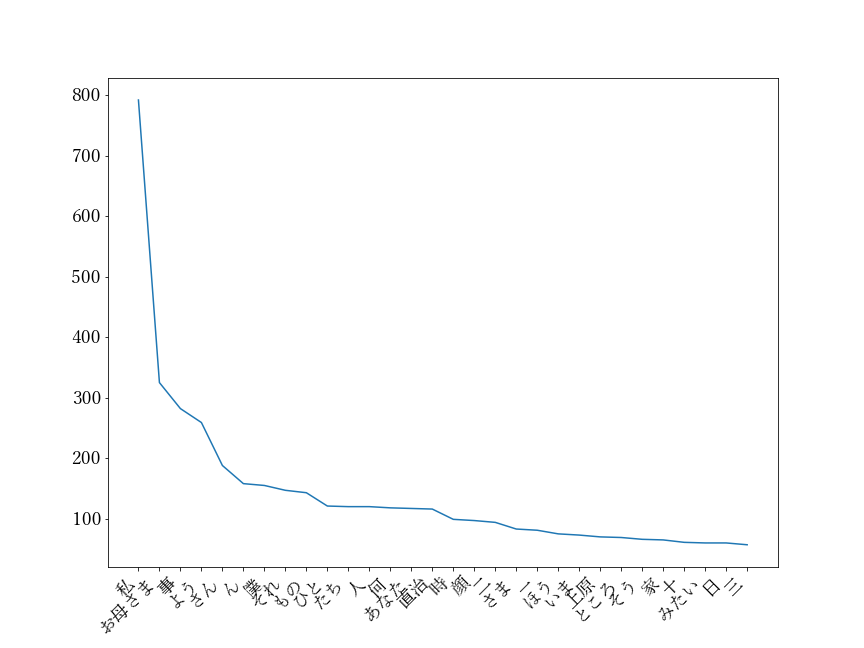 800
700
600
500
400
300
200
100
私
お母さま
事
よう
さん
ん
僕
それ
もの
ひと
たち
人
何
あなた
直治
時
顔
二
さま
一
ほう
いま
上原
ところ
そう
家
十
みたい
日
三